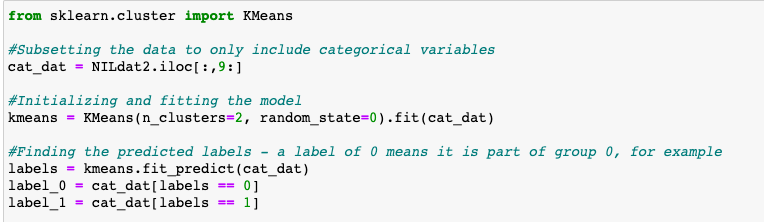 from sklearn.cluster import KMeans
#Subsetting the data to only include categorical variables
cat_dat = NILdat2.iloc[:,9:]
#Initializing and fitting the model
kmeans = KMeans(n_clusters=2, random_state=0).fit(cat_dat)
#Finding the predicted labels - a label of 0 means it is part of group 0, for example
labels = kmeans.fit_predict(cat_dat)
label_0 = cat_dat[labels == 0]
label_1 = cat_dat[labels == 1]